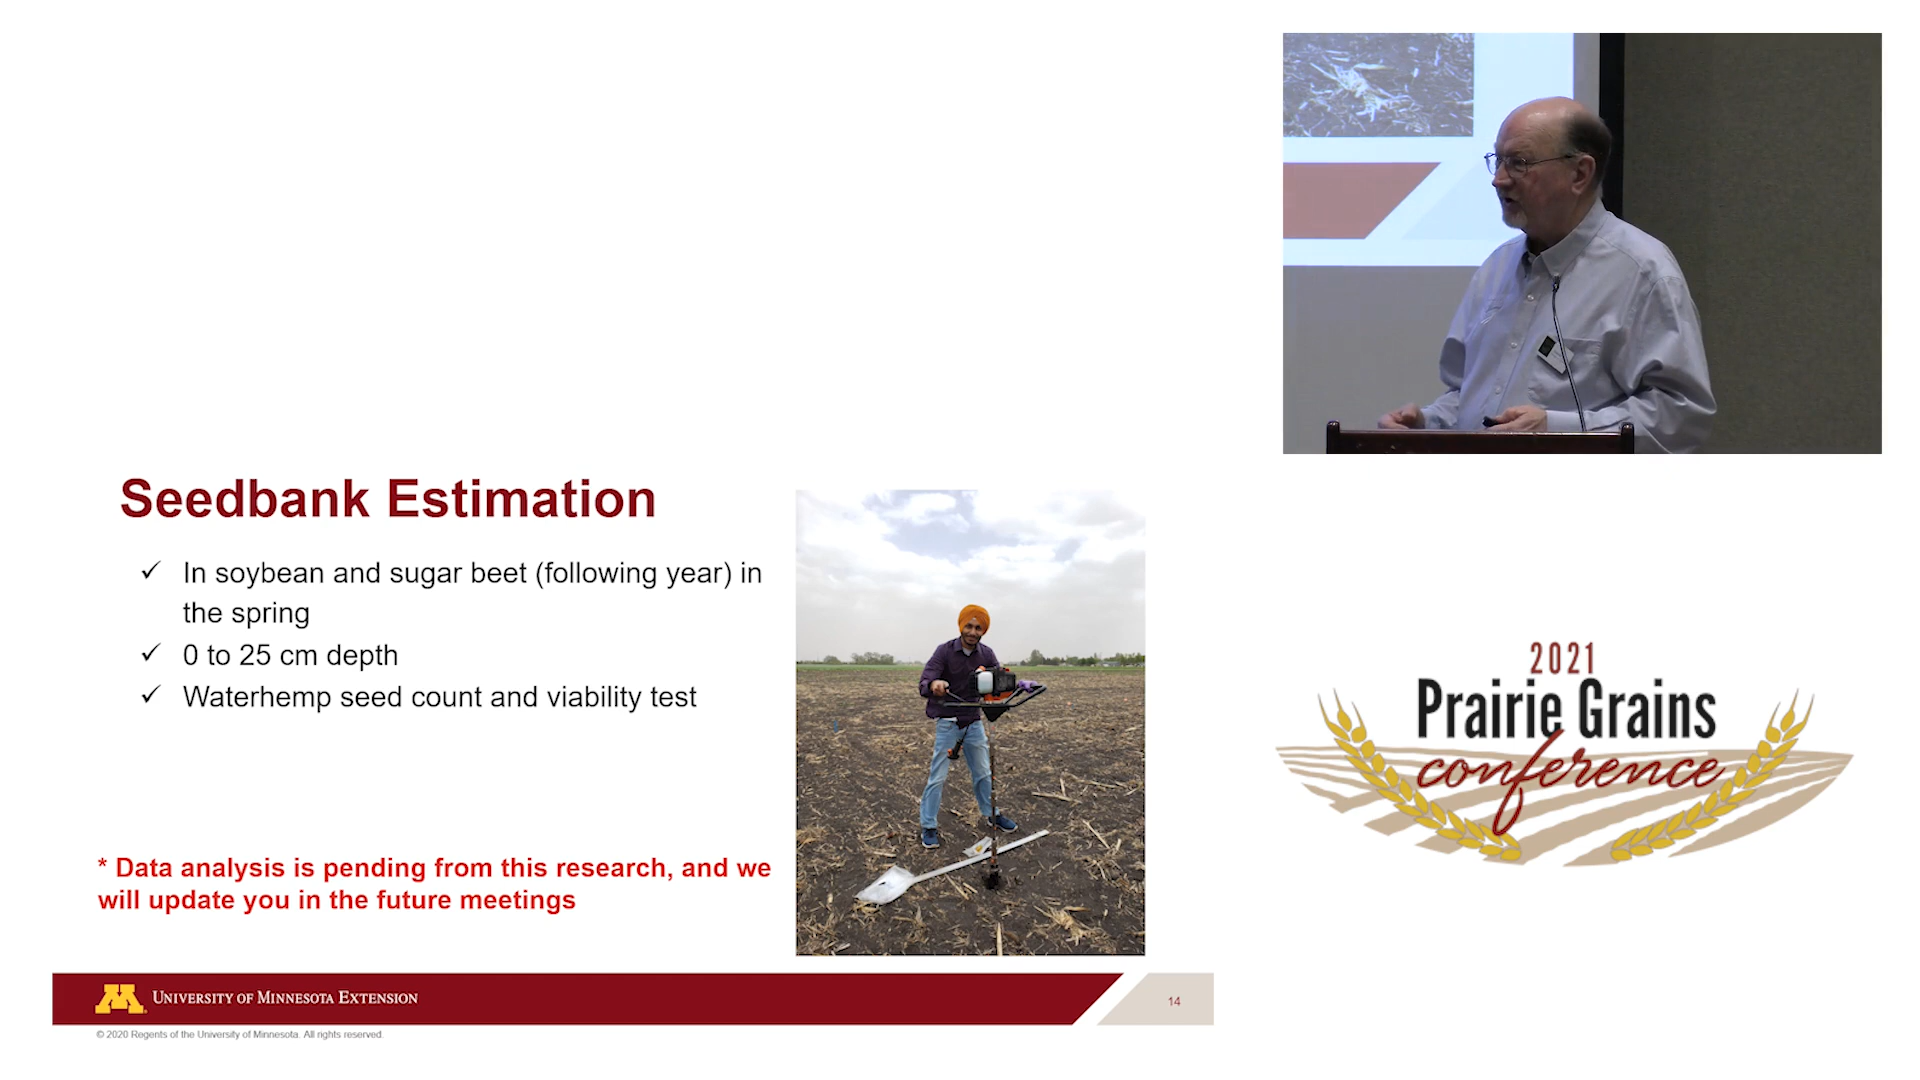 Seedbank Estimation
✓ In soybean and sugar beet (following year) in
the spring
✓ 0 to 25 cm depth
✓ Waterhemp seed count and viability test
* Data analysis is pending from this research, and we
will update you in the future meetings
M
UNIVERSITY OF MINNESOTA EXTENSION
14
© 2020 Regents of the University of Minnesota. All rights reserved.
2021
Prairie Grains
conference